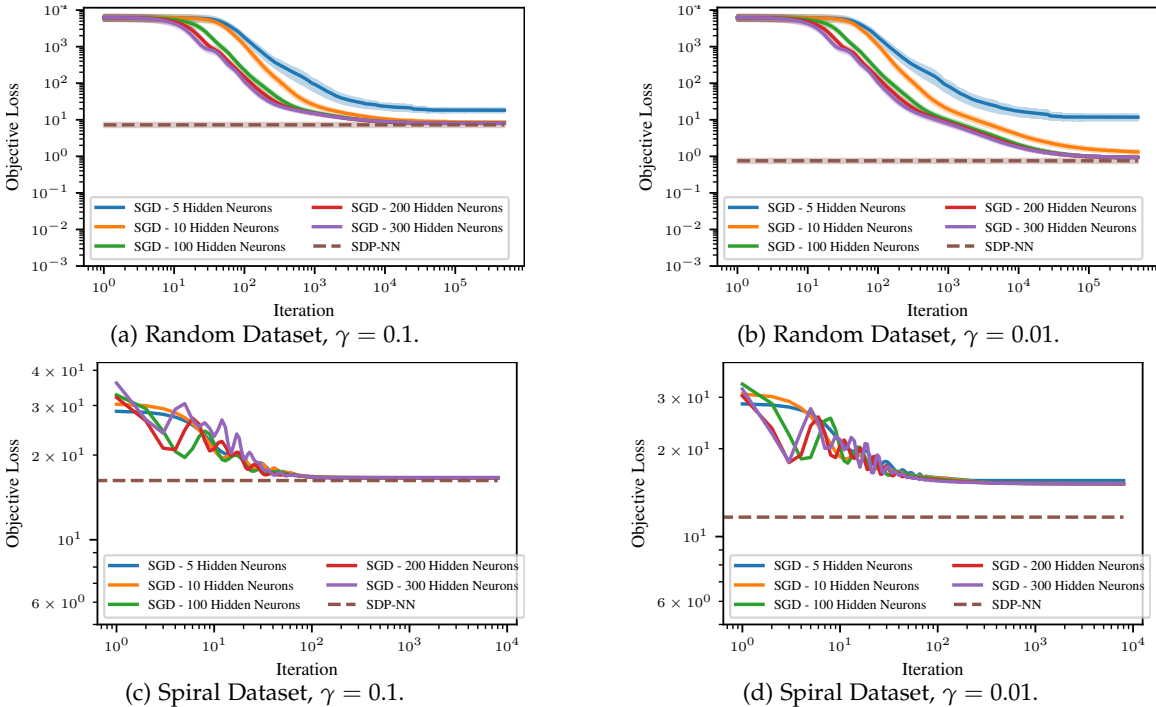 10⁴
10³
10²
10¹
10⁰
10⁻¹
10⁻²
10⁻³
Objective Loss
SGD - 5 Hidden Neurons
SGD - 10 Hidden Neurons
SGD - 100 Hidden Neurons
SGD - 200 Hidden Neurons
SGD - 300 Hidden Neurons
SDP-NN
10⁰ 10¹ 10² 10³ 10⁴ 10⁵
Iteration
(a) Random Dataset, γ = 0.1.
10⁴
10³
10²
10¹
10⁰
10⁻¹
10⁻²
10⁻³
Objective Loss
SGD - 5 Hidden Neurons
SGD - 10 Hidden Neurons
SGD - 100 Hidden Neurons
SGD - 200 Hidden Neurons
SGD - 300 Hidden Neurons
SDP-NN
10⁰ 10¹ 10² 10³ 10⁴ 10⁵
Iteration
(b) Random Dataset, γ = 0.01.
4 × 10¹
3 × 10¹
2 × 10¹
10¹
6 × 10⁰
Objective Loss
SGD - 5 Hidden Neurons
SGD - 10 Hidden Neurons
SGD - 100 Hidden Neurons
SGD - 200 Hidden Neurons
SGD - 300 Hidden Neurons
SDP-NN
10⁰ 10¹ 10² 10³ 10⁴
Iteration
(c) Spiral Dataset, γ = 0.1.
3 × 10¹
2 × 10¹
10¹
6 × 10⁰
Objective Loss
SGD - 5 Hidden Neurons
SGD - 10 Hidden Neurons
SGD - 100 Hidden Neurons
SGD - 200 Hidden Neurons
SGD - 300 Hidden Neurons
SDP-NN
10⁰ 10¹ 10² 10³ 10⁴
Iteration
(d) Spiral Dataset, γ = 0.01.